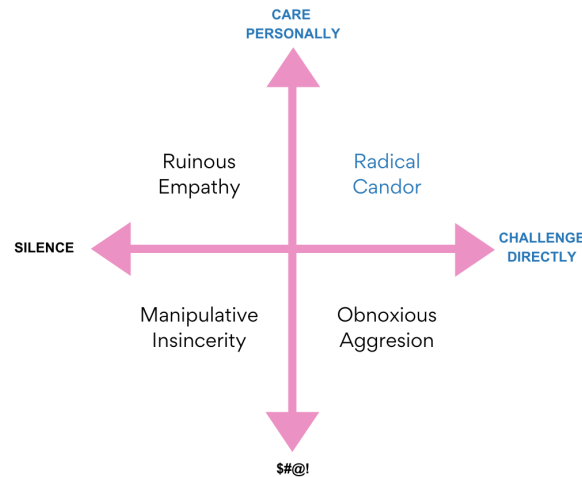 CARE
PERSONALLY
Ruinous
Empathy
Radical
Candor
SILENCE
CHALLENGE
DIRECTLY
Manipulative
Insincerity
Obnoxious
Aggresion
$#@!